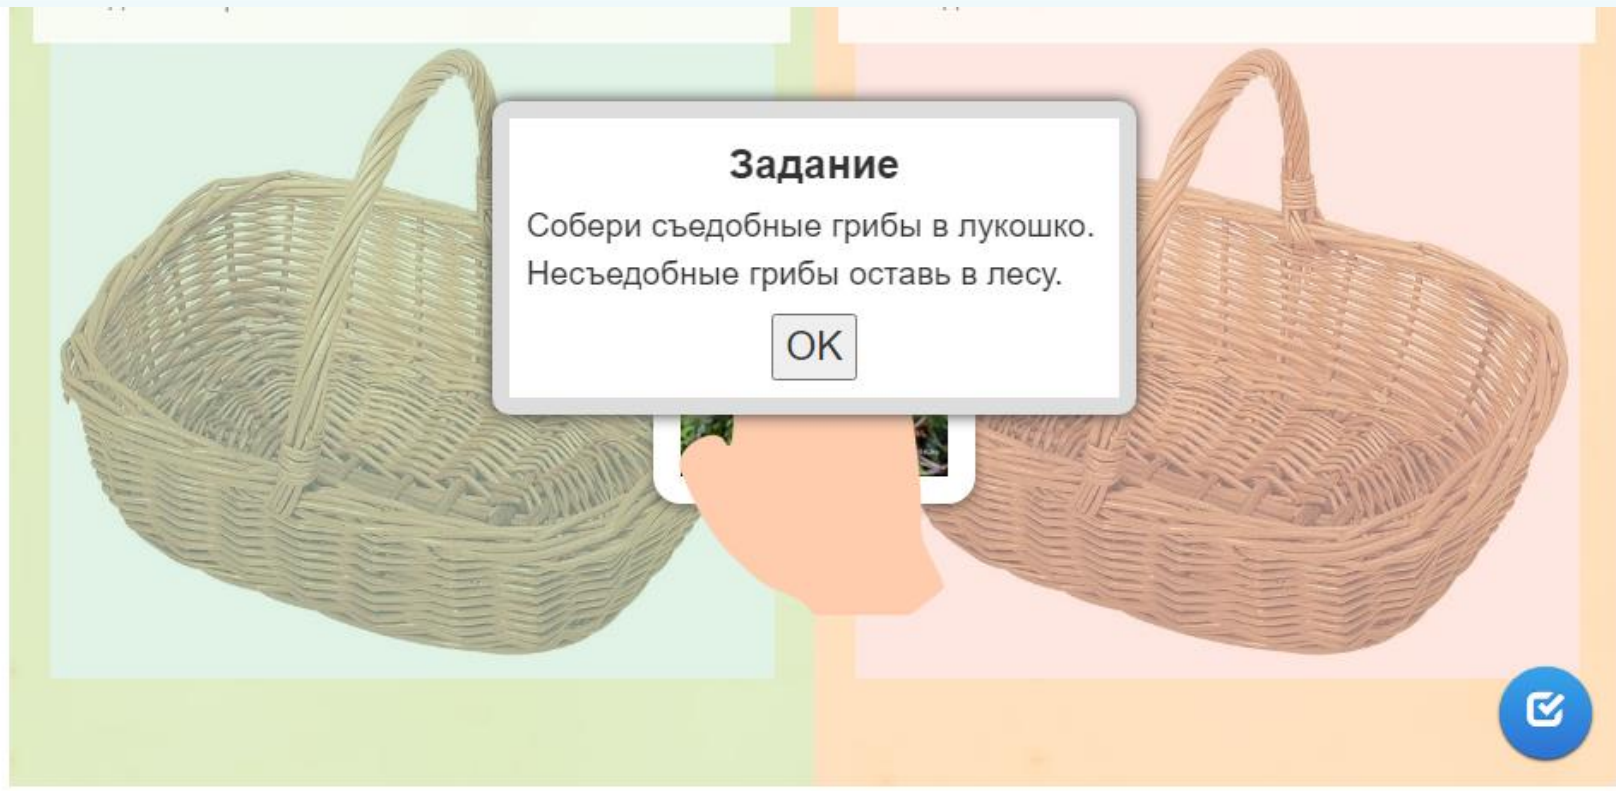 Задание
Собери съедобные грибы в лукошко.
Несъедобные грибы оставь в лесу.
OK